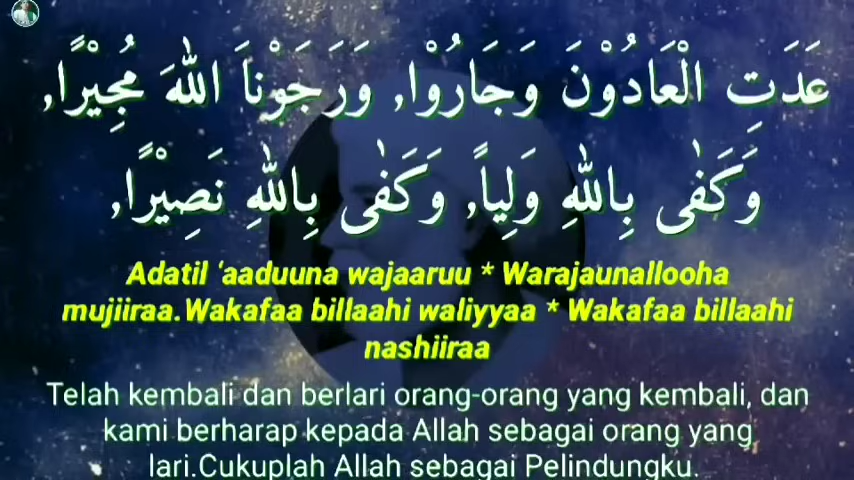 عَدَتِ الْعَادُوْنَ وَجَارُوْا, وَرَجَوْناَ اللهَ مُجِيْرًا,
وَكَفٰى بِاللهِ وَلِياًّ, وَكَفٰى بِاللهِ نَصِيْرًا,
Adatil ‘aaduuna wajaaruu * Warajaunallooha
mujiiraa.Wakafaa billaahi waliyyaa * Wakafaa billaahi
nashiiraa
Telah kembali dan berlari orang-orang yang kembali, dan
kami berharap kepada Allah sebagai orang yang
lari.Cukuplah Allah sebagai Pelindungku.